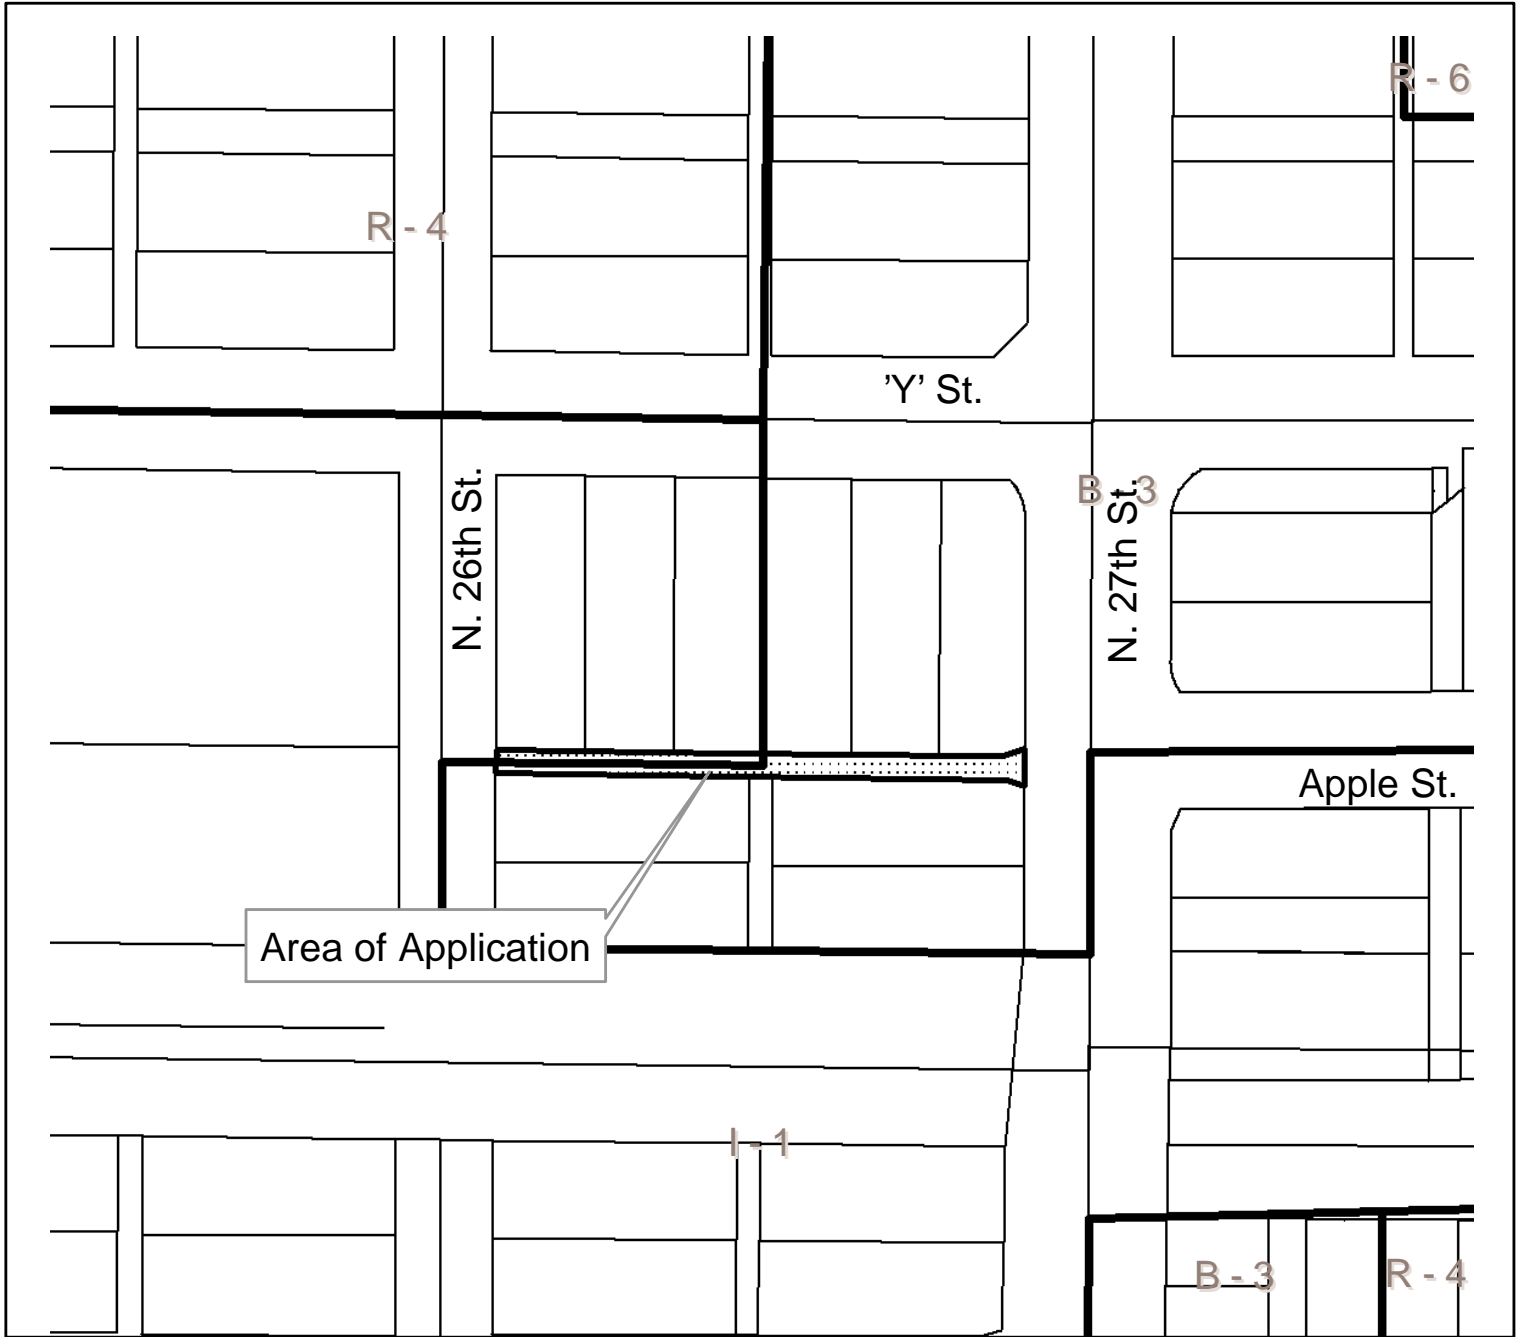 R - 6
R - 4
’Y’ St.
N. 26th St.
B - 3
N. 27th St.
Apple St.
Area of Application
I - 1
B - 3
R - 4